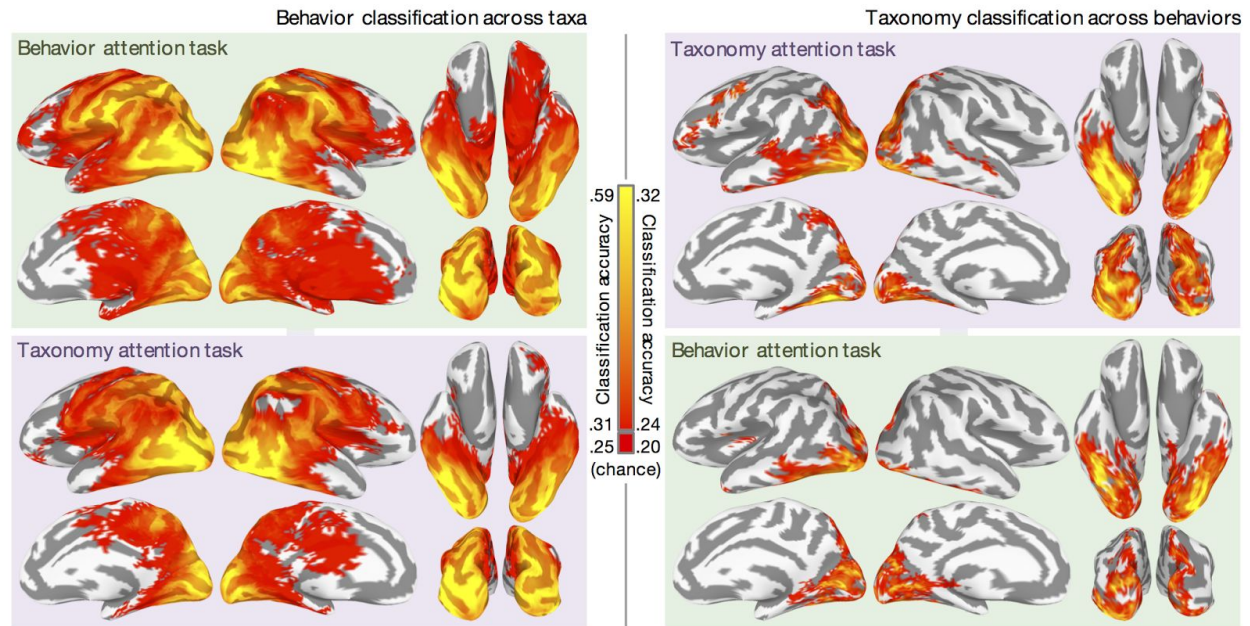 Behavior classification across taxa
Taxonomy classification across behaviors
Behavior attention task
Taxonomy attention task
.59
.32
Classification accuracy
Classification accuracy
.31
.24
.25
.20
(chance)
Taxonomy attention task
Behavior attention task